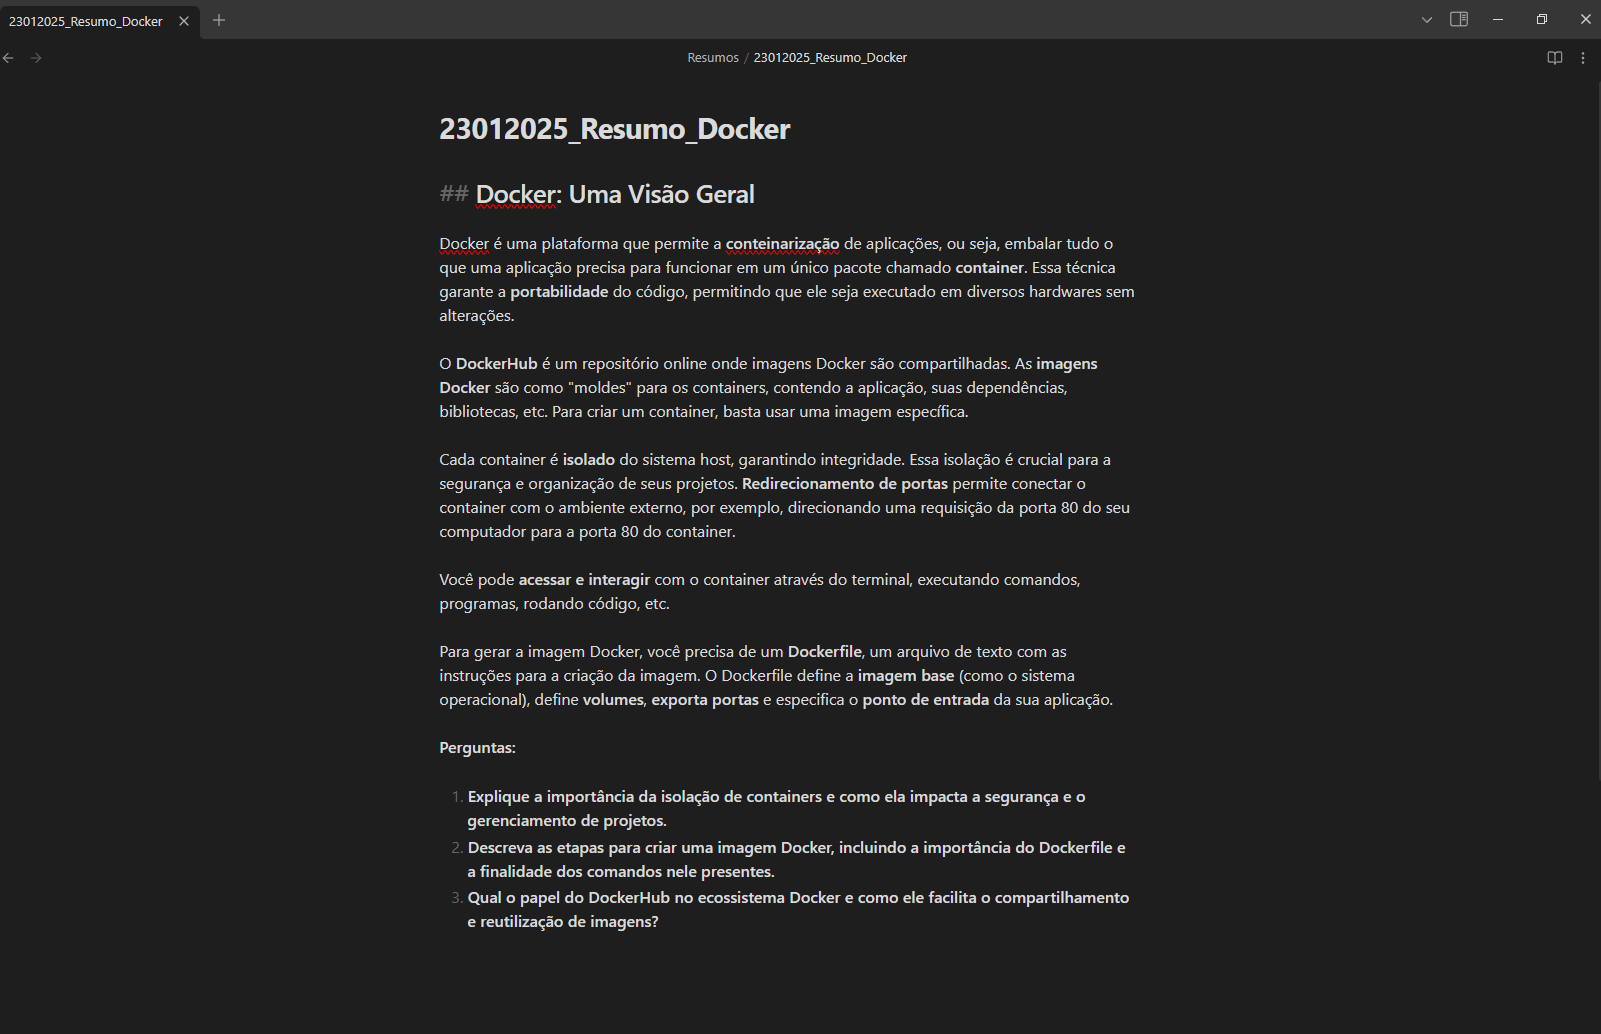 23012025_Resumo_Docker
Resumos / 23012025_Resumo_Docker
23012025_Resumo_Docker
## Docker: Uma Visão Geral
Docker é uma plataforma que permite a conteinarização de aplicações, ou seja, embalar tudo o
que uma aplicação precisa para funcionar em um único pacote chamado container. Essa técnica
garante a portabilidade do código, permitindo que ele seja executado em diversos hardwares sem
alterações.
O DockerHub é um repositório online onde imagens Docker são compartilhadas. As imagens
Docker são como "moldes" para os containers, contendo a aplicação, suas dependências,
bibliotecas, etc. Para criar um container, basta usar uma imagem específica.
Cada container é isolado do sistema host, garantindo integridade. Essa isolação é crucial para a
segurança e organização de seus projetos. Redirecionamento de portas permite conectar o
container com o ambiente externo, por exemplo, direcionando uma requisição da porta 80 do seu
computador para a porta 80 do container.
Você pode acessar e interagir com o container através do terminal, executando comandos,
programas, rodando código, etc.
Para gerar a imagem Docker, você precisa de um Dockerfile, um arquivo de texto com as
instruções para a criação da imagem. O Dockerfile define a imagem base (como o sistema
operacional), define volumes, exporta portas e especifica o ponto de entrada da sua aplicação.
Perguntas:
1. Explique a importância da isolação de containers e como ela impacta a segurança e o
gerenciamento de projetos.
2. Descreva as etapas para criar uma imagem Docker, incluindo a importância do Dockerfile e
a finalidade dos comandos nele presentes.
3. Qual o papel do DockerHub no ecossistema Docker e como ele facilita o compartilhamento
e reutilização de imagens?